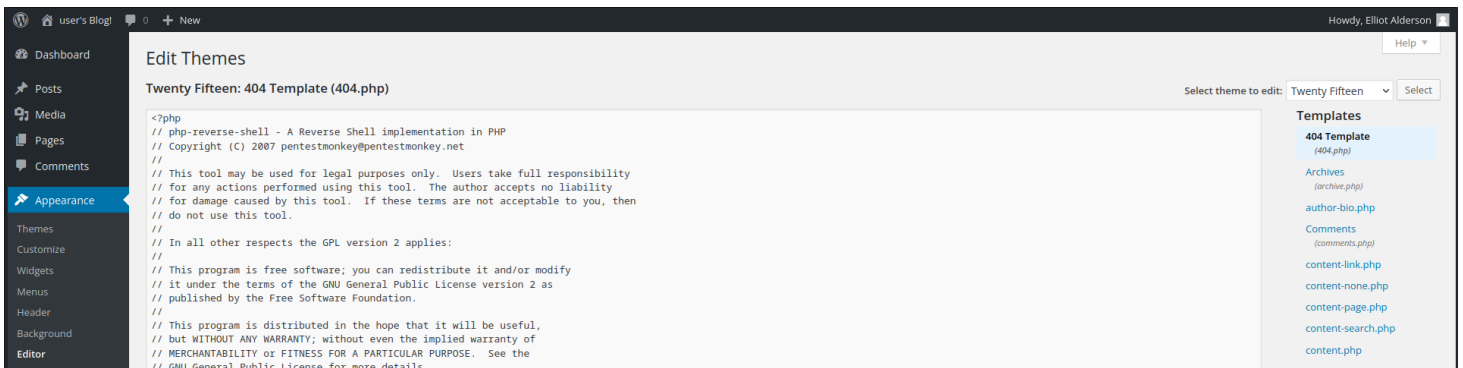 user's Blog! 0 + New Howdy, Elliot Alderson
Help ▼
Dashboard
Posts
Media
Pages
Comments
Appearance
Themes
Customize
Widgets
Menus
Header
Background
Editor
Edit Themes
Twenty Fifteen: 404 Template (404.php)
Select theme to edit: Twenty Fifteen Select
<?php
// php-reverse-shell - A Reverse Shell implementation in PHP
// Copyright (C) 2007 pentestmonkey@pentestmonkey.net
//
// This tool may be used for legal purposes only.  Users take full responsibility
// for any actions performed using this tool.  The author accepts no liability
// for damage caused by this tool.  If these terms are not acceptable to you, then
// do not use this tool.
//
// In all other respects the GPL version 2 applies:
//
// This program is free software; you can redistribute it and/or modify
// it under the terms of the GNU General Public License version 2 as
// published by the Free Software Foundation.
//
// This program is distributed in the hope that it will be useful,
// but WITHOUT ANY WARRANTY; without even the implied warranty of
// MERCHANTABILITY or FITNESS FOR A PARTICULAR PURPOSE.  See the
// GNU General Public License for more details.
Templates
404 Template
(404.php)
Archives
(archive.php)
author-bio.php
Comments
(comments.php)
content-link.php
content-none.php
content-page.php
content-search.php
content.php